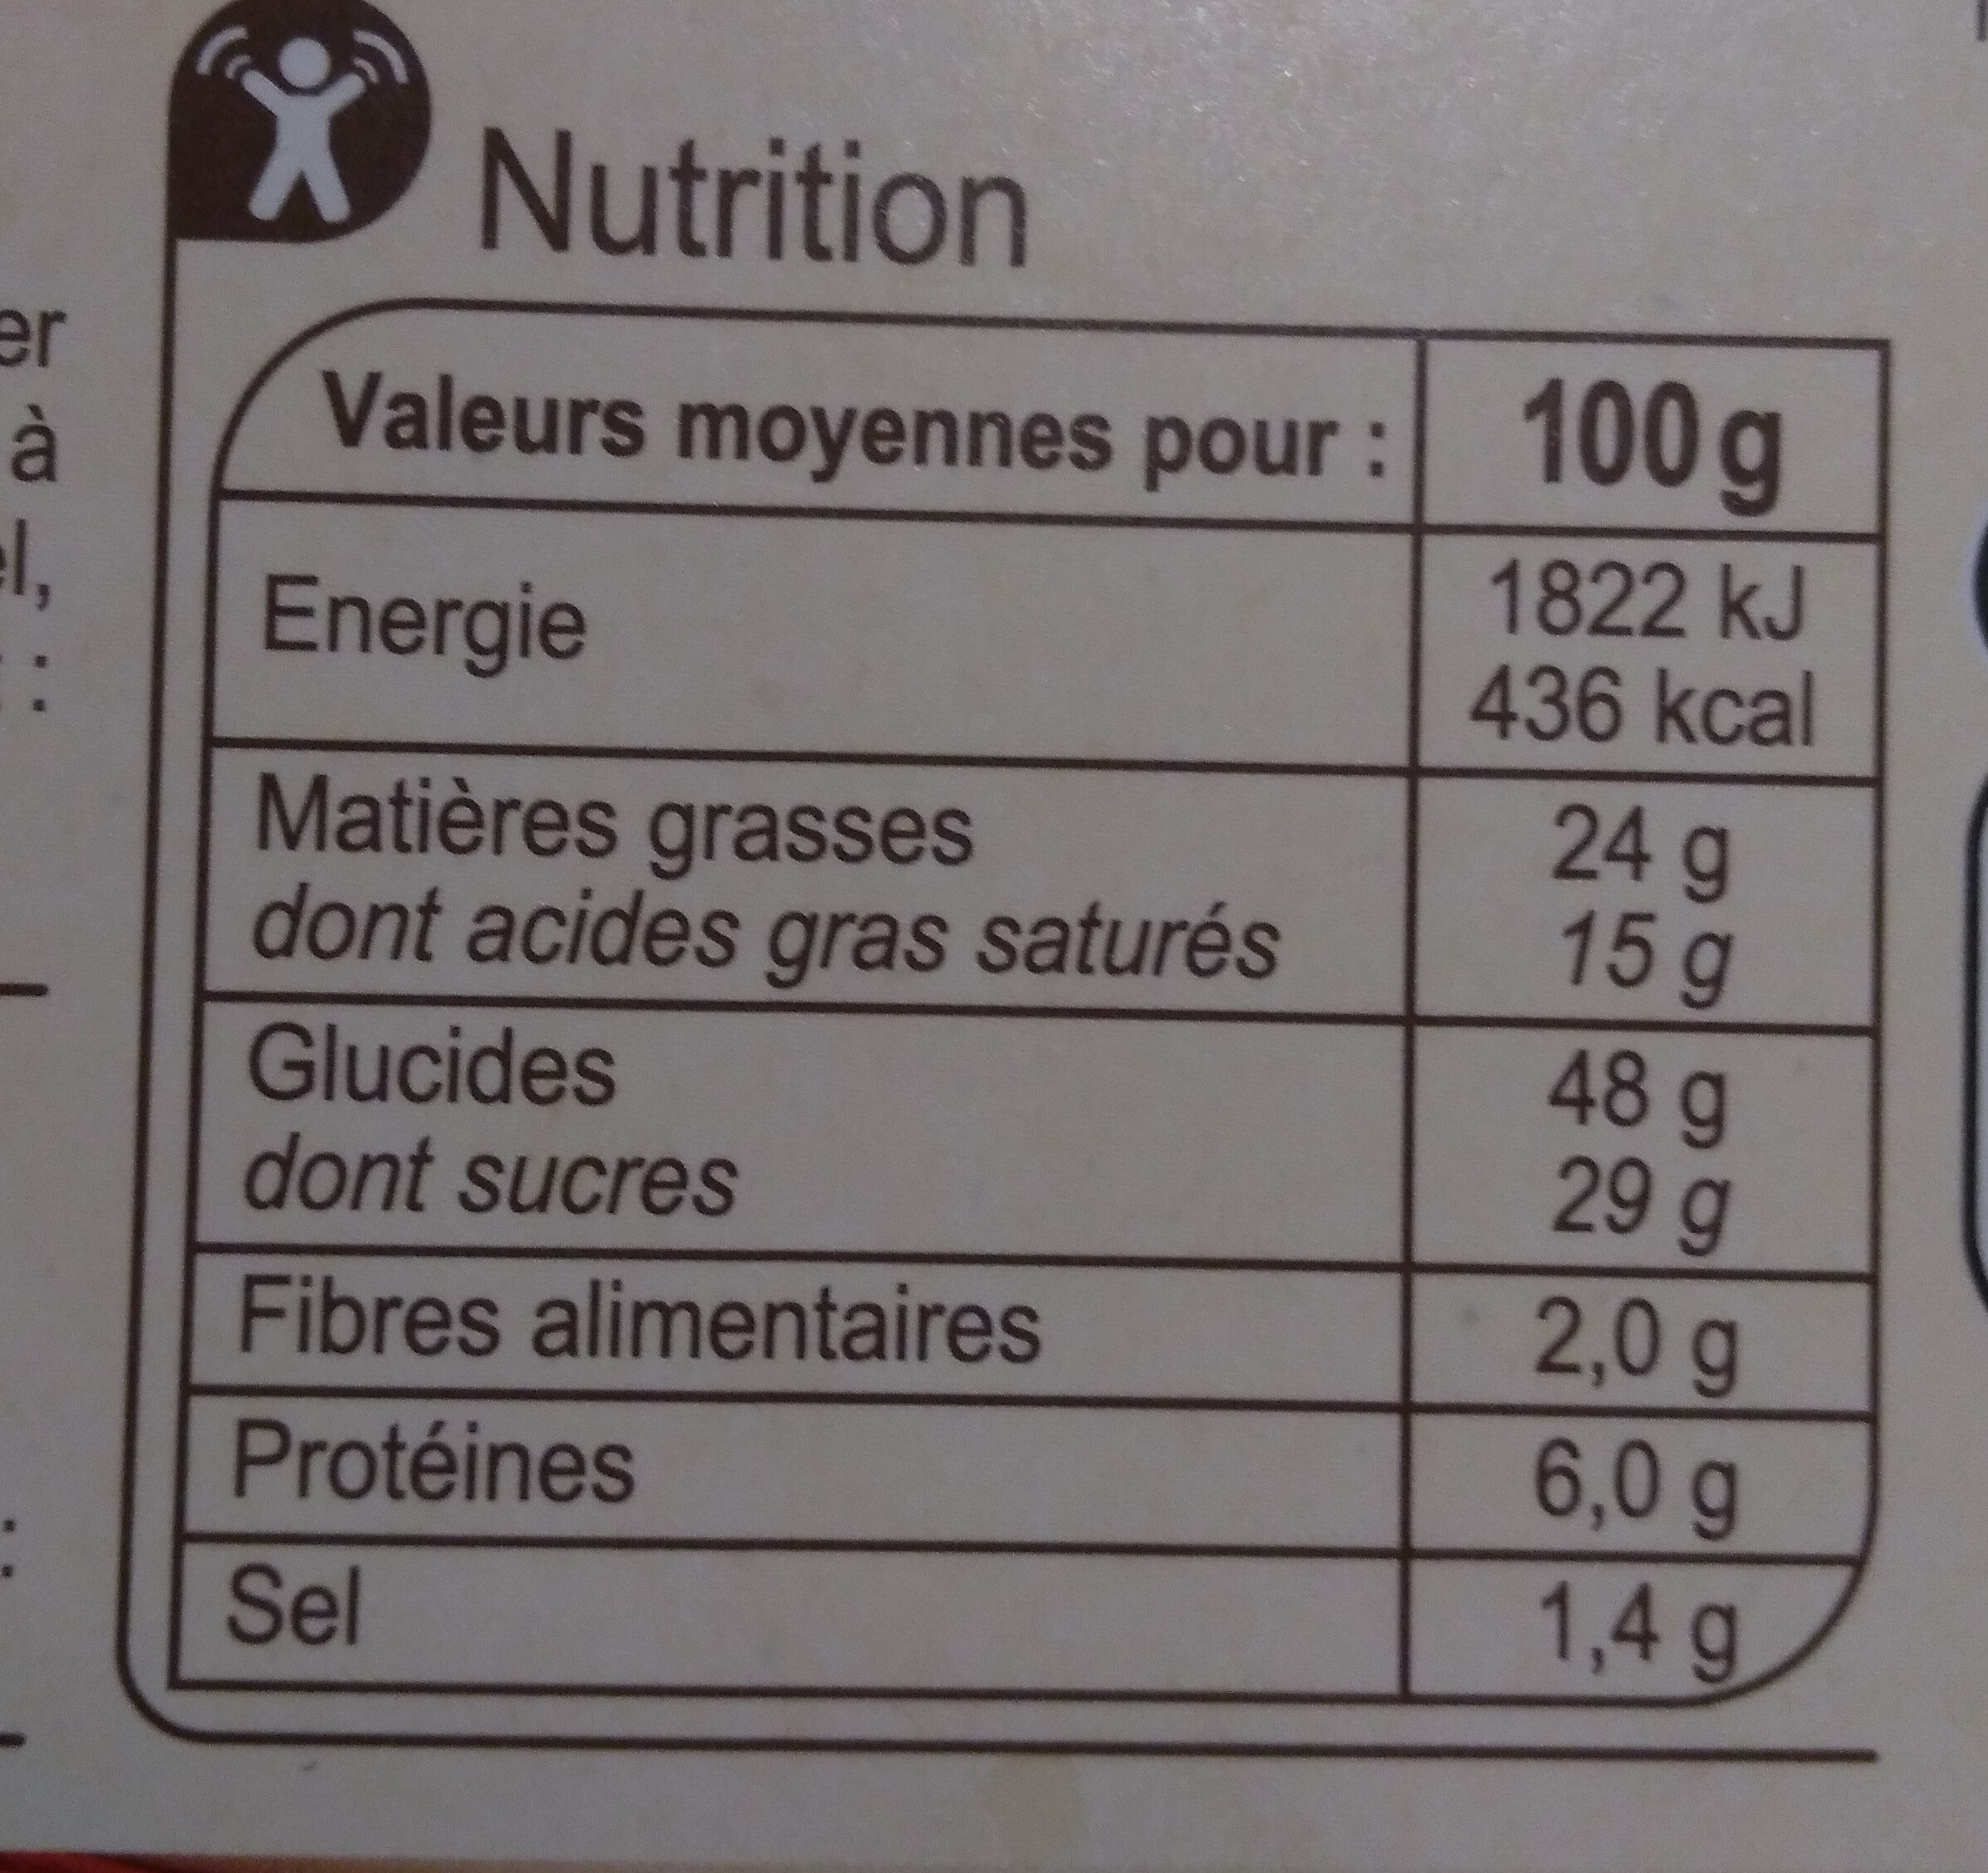 Nutrition
er
à
l,
:
Valeurs moyennes pour : 100 g
Energie 1822 kJ
436 kcal
Matières grasses 24 g
dont acides gras saturés 15 g
Glucides 48 g
dont sucres 29 g
Fibres alimentaires 2,0 g
Protéines 6,0 g
:
Sel 1,4 g